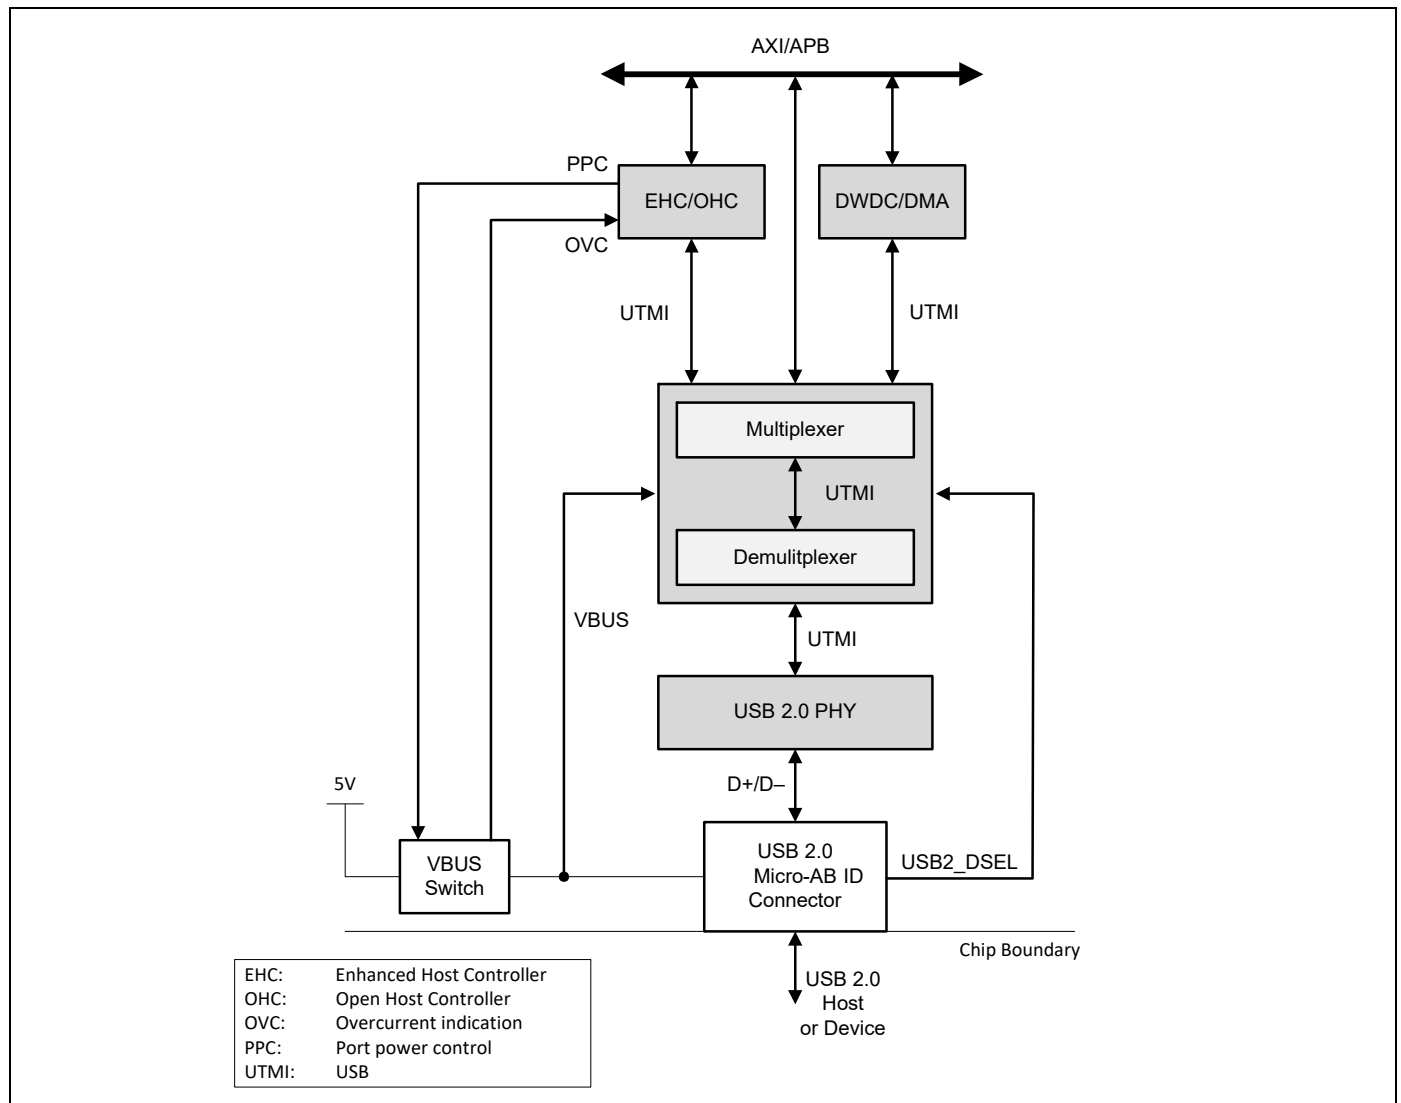 AXI/APB
PPC
EHC/OHC
DWDC/DMA
OVC
UTMI
UTMI
Multiplexer
UTMI
Demulitplexer
VBUS
UTMI
USB 2.0 PHY
D+/D–
5V
VBUS
Switch
USB 2.0
Micro-AB ID
Connector
USB2_DSEL
Chip Boundary
USB 2.0
Host
or Device
EHC: Enhanced Host Controller
OHC: Open Host Controller
OVC: Overcurrent indication
PPC: Port power control
UTMI: USB